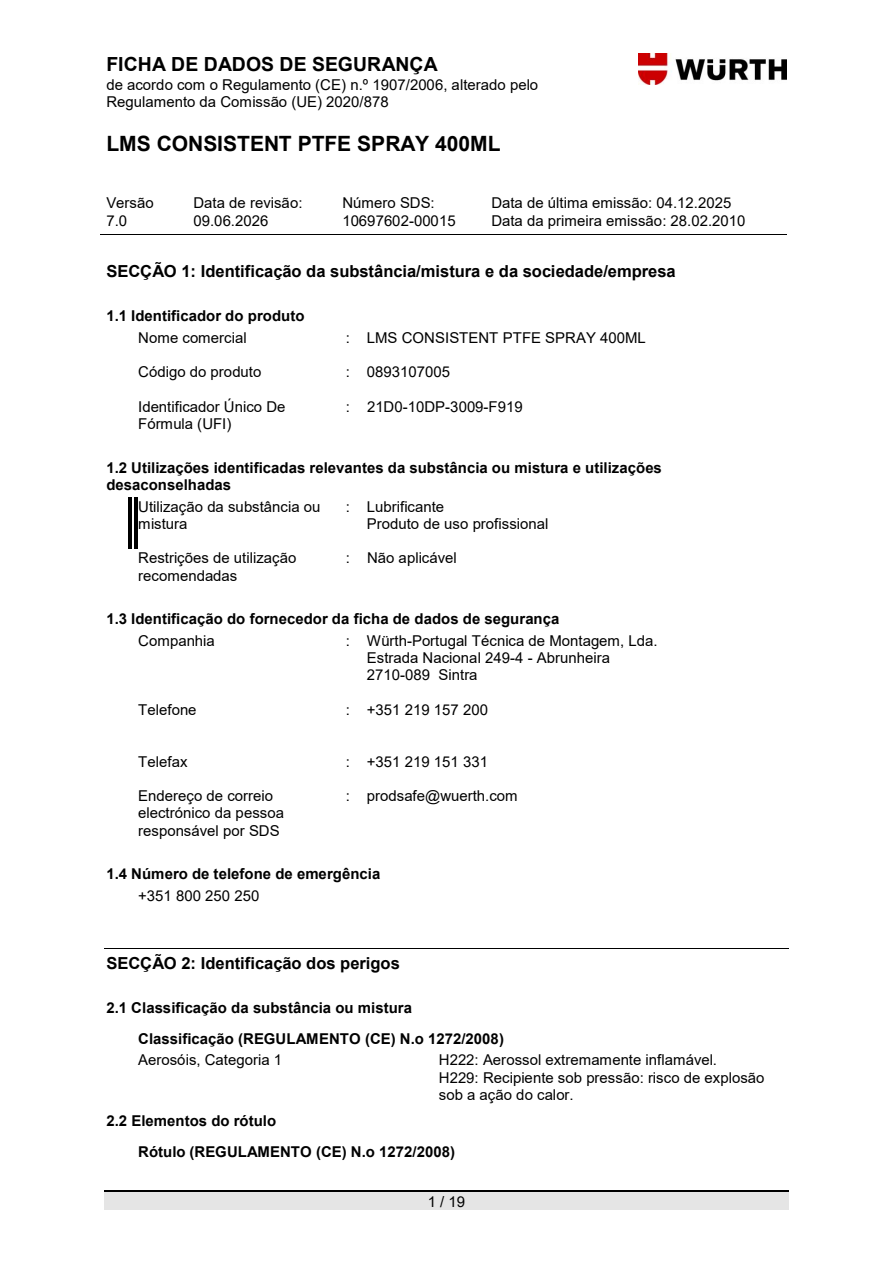 FICHA DE DADOS DE SEGURANÇA
de acordo com o Regulamento (CE) n.º 1907/2006, alterado pelo
Regulamento da Comissão (UE) 2020/878
WÜRTH
LMS CONSISTENT PTFE SPRAY 400ML
Versão Data de revisão: Número SDS: Data de última emissão: 04.12.2025
7.0 09.06.2026 10697602-00015 Data da primeira emissão: 28.02.2010
SECÇÃO 1: Identificação da substância/mistura e da sociedade/empresa
1.1 Identificador do produto
Nome comercial : LMS CONSISTENT PTFE SPRAY 400ML
Código do produto : 0893107005
Identificador Único De : 21D0-10DP-3009-F919
Fórmula (UFI)
1.2 Utilizações identificadas relevantes da substância ou mistura e utilizações
desaconselhadas
Utilização da substância ou : Lubrificante
mistura Produto de uso profissional
Restrições de utilização : Não aplicável
recomendadas
1.3 Identificação do fornecedor da ficha de dados de segurança
Companhia : Würth-Portugal Técnica de Montagem, Lda.
Estrada Nacional 249-4 - Abrunheira
2710-089 Sintra
Telefone : +351 219 157 200
Telefax : +351 219 151 331
Endereço de correio : prodsafe@wuerth.com
electrónico da pessoa
responsável por SDS
1.4 Número de telefone de emergência
+351 800 250 250
SECÇÃO 2: Identificação dos perigos
2.1 Classificação da substância ou mistura
Classificação (REGULAMENTO (CE) N.o 1272/2008)
Aerosóis, Categoria 1 H222: Aerossol extremamente inflamável.
H229: Recipiente sob pressão: risco de explosão
sob a ação do calor.
2.2 Elementos do rótulo
Rótulo (REGULAMENTO (CE) N.o 1272/2008)
1 / 19